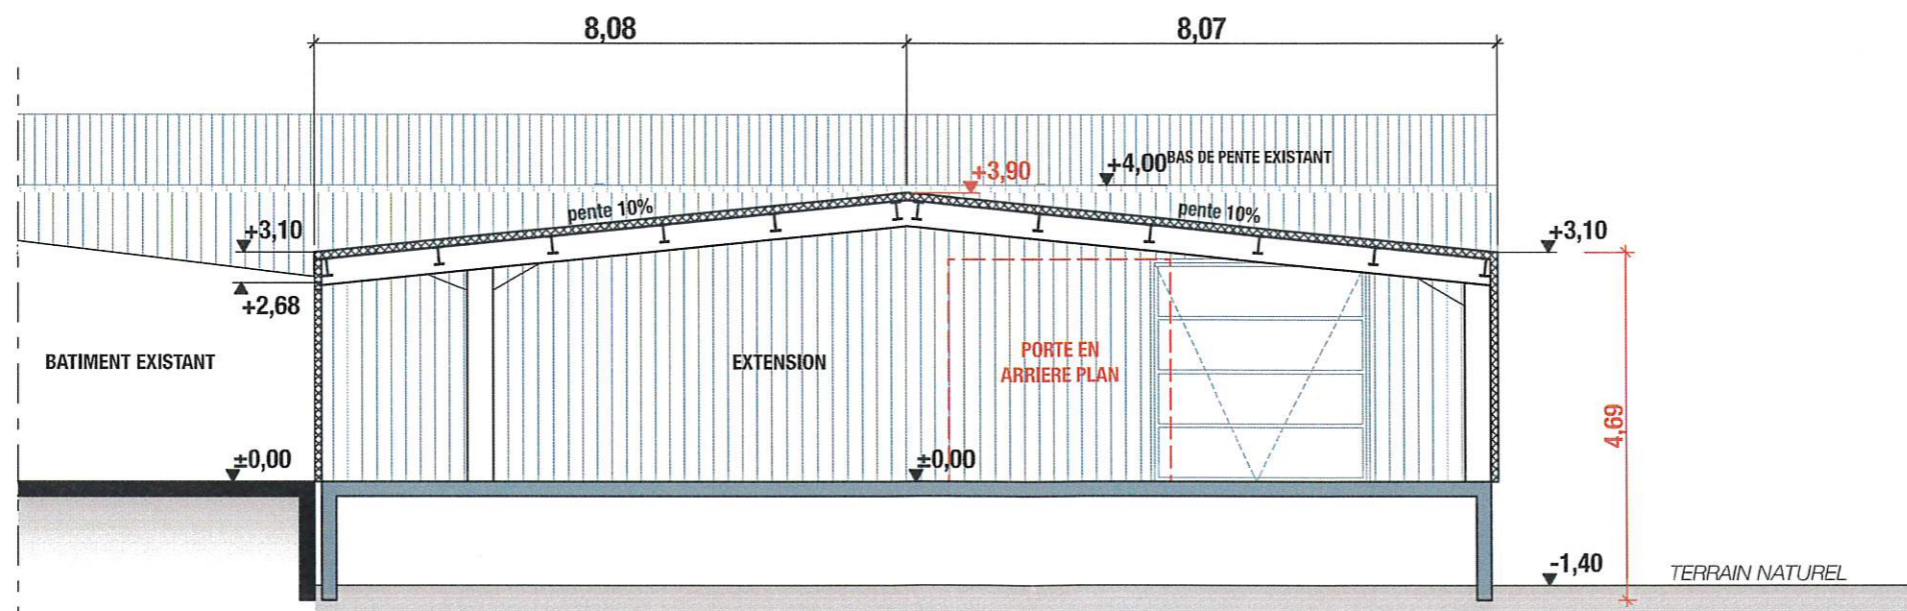 8,08
8,07
+4,00 BAS DE PENTE EXISTANT
+3,90
pente 10%
pente 10%
+3,10
+3,10
+2,68
BATIMENT EXISTANT
EXTENSION
PORTE EN
ARRIERE PLAN
4,69
±0,00
±0,00
-1,40
TERRAIN NATUREL